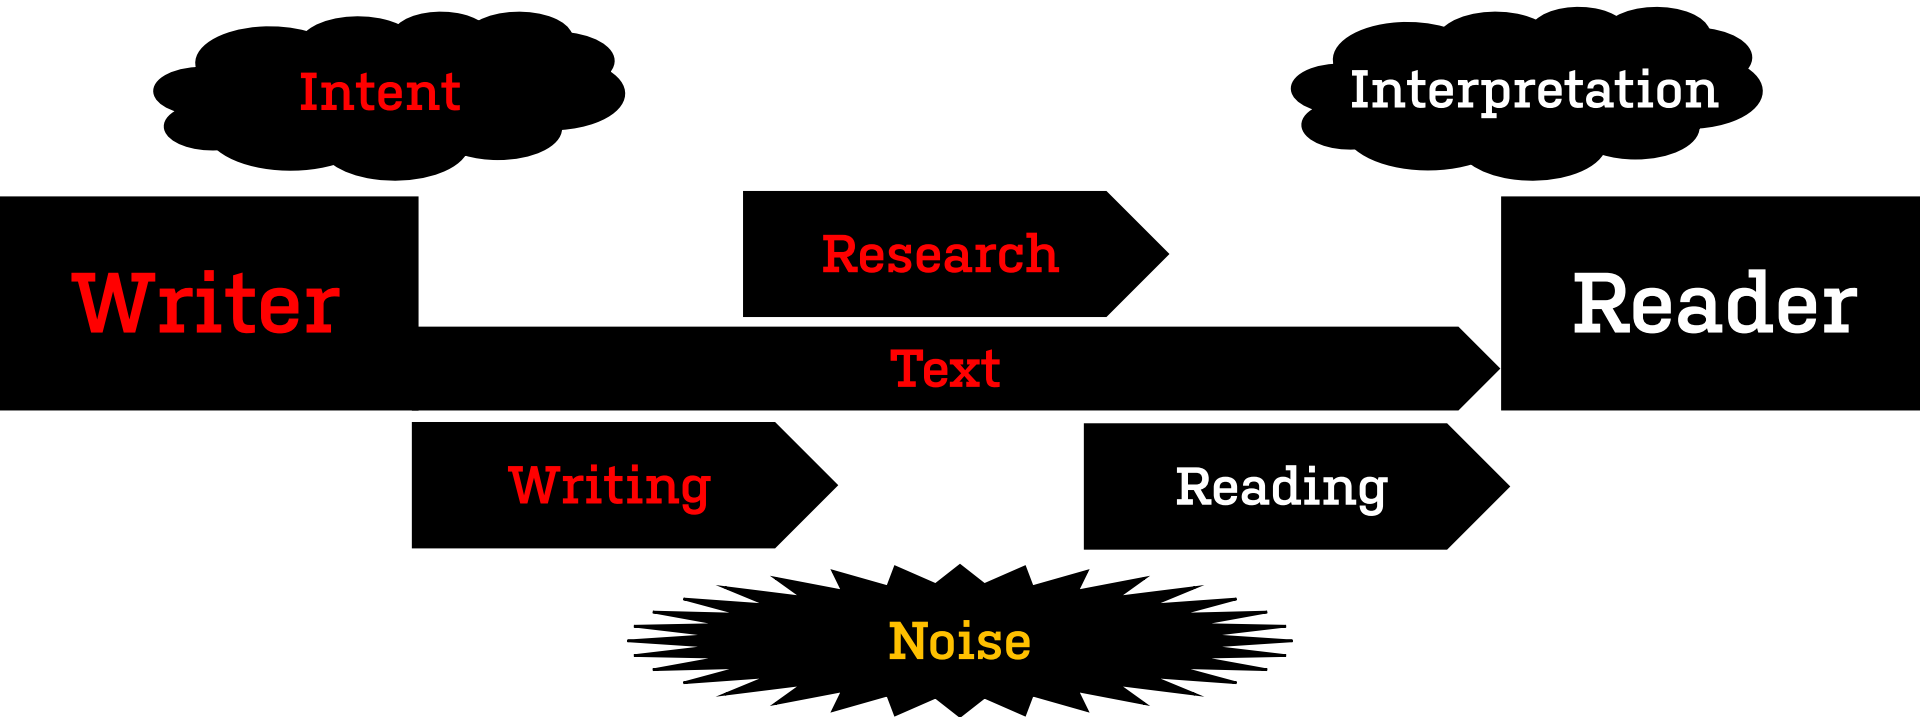 Intent
Interpretation
Writer
Research
Reader
Text
Writing
Reading
Noise